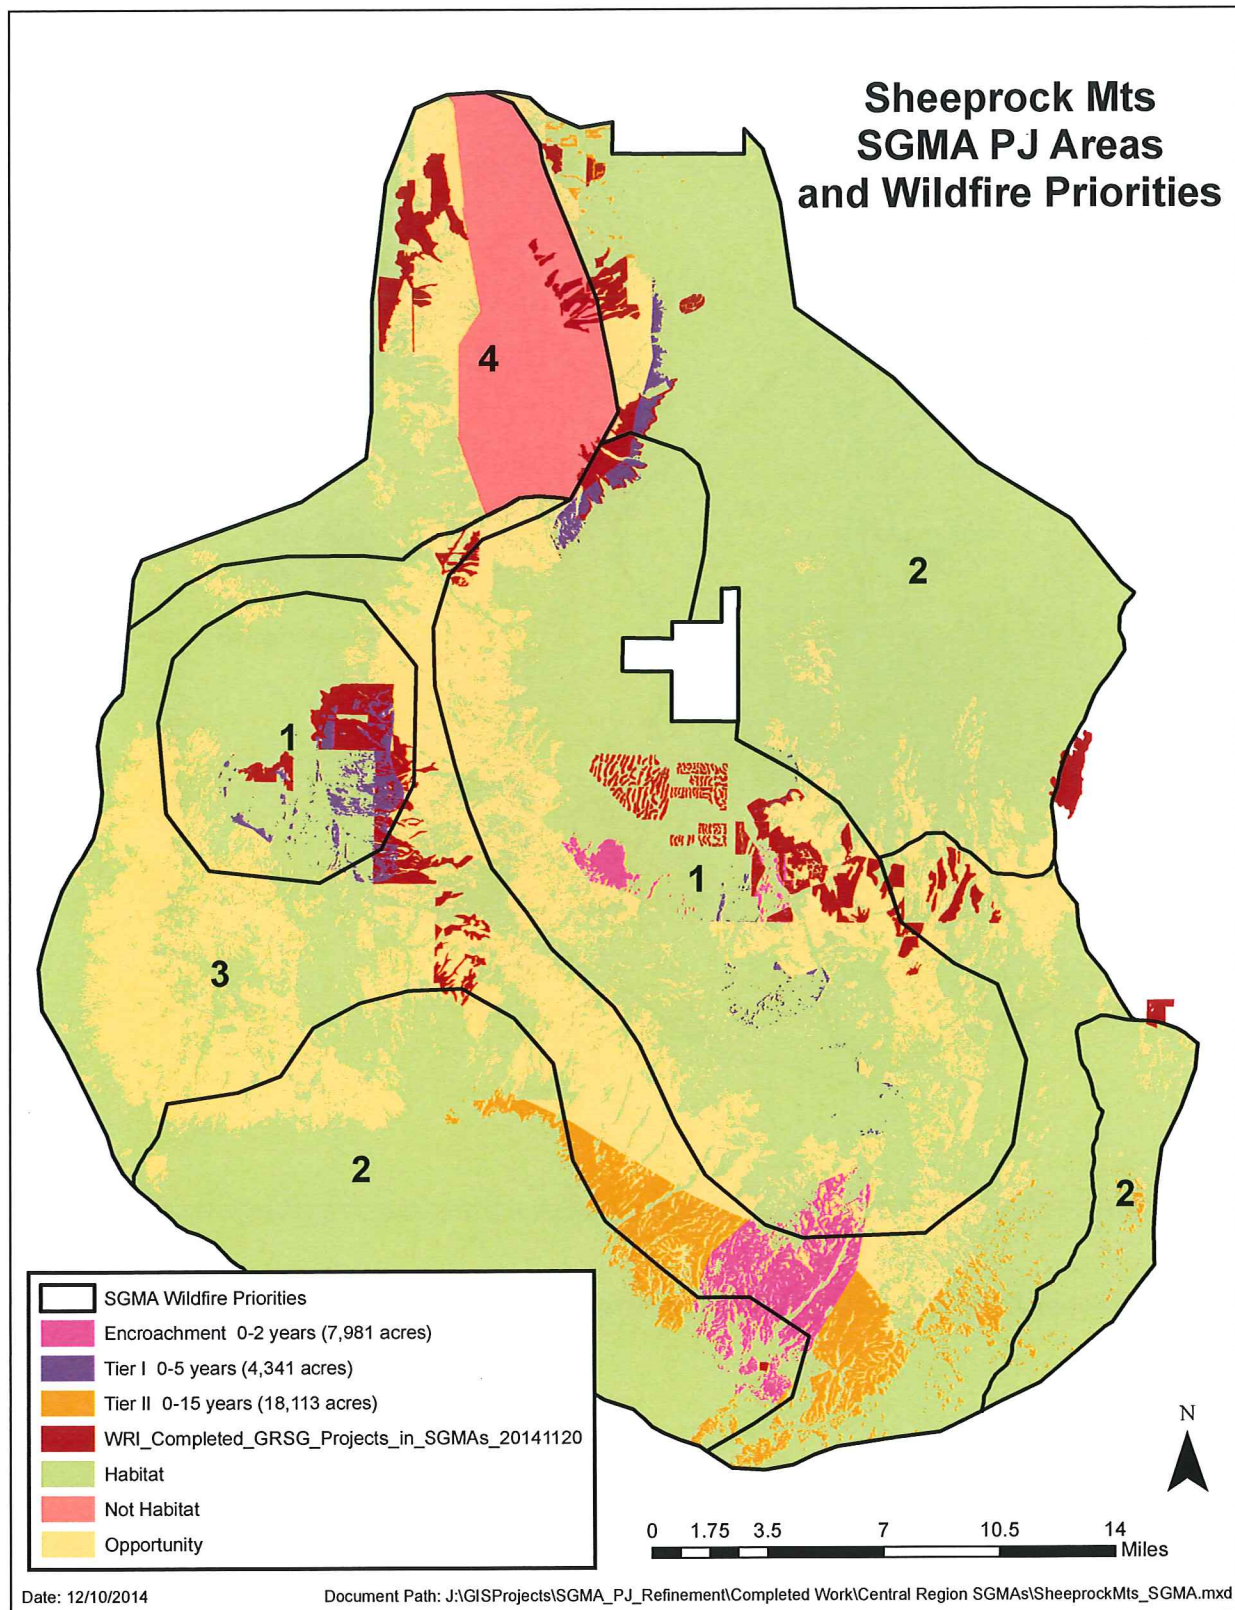 Sheeprock Mts
SGMA PJ Areas
and Wildfire Priorities
4
2
1
1
3
2
2
SGMA Wildfire Priorities
Encroachment 0-2 years (7,981 acres)
Tier I 0-5 years (4,341 acres)
Tier II 0-15 years (18,113 acres)
WRI_Completed_GRSG_Projects_in_SGMAs_20141120
Habitat
Not Habitat
Opportunity
N
0 1.75 3.5 7 10.5 14
Miles
Date: 12/10/2014
Document Path: J:\GISProjects\SGMA_PJ_Refinement\Completed Work\Central Region SGMAs\SheeprockMts_SGMA.mxd